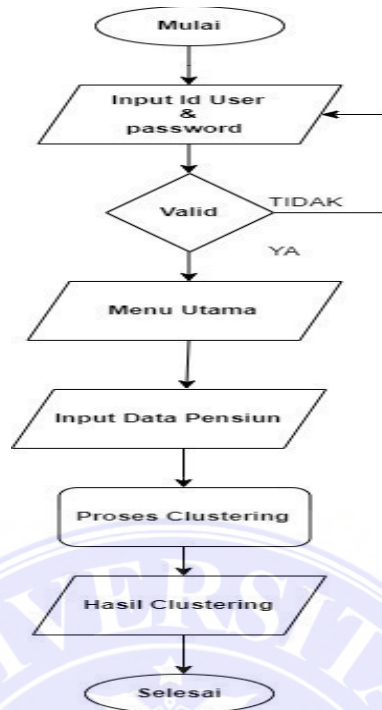 Mulai
Input Id User
&
password
Valid
TIDAK
YA
Menu Utama
Input Data Pensiun
Proses Clustering
Hasil Clustering
Selesai